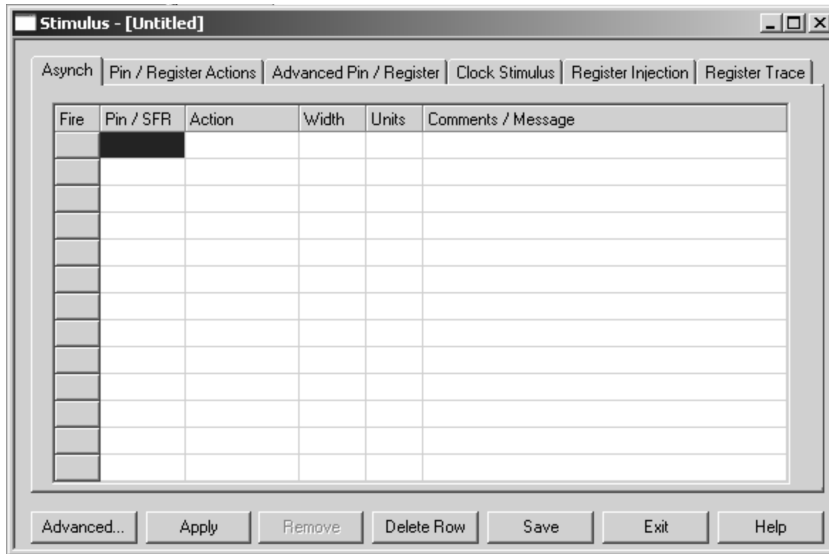 Stimulus - [Untitled]
Asynch Pin / Register Actions Advanced Pin / Register Clock Stimulus Register Injection Register Trace
Fire Pin / SFR Action Width Units Comments / Message
Advanced... Apply Remove Delete Row Save Exit Help